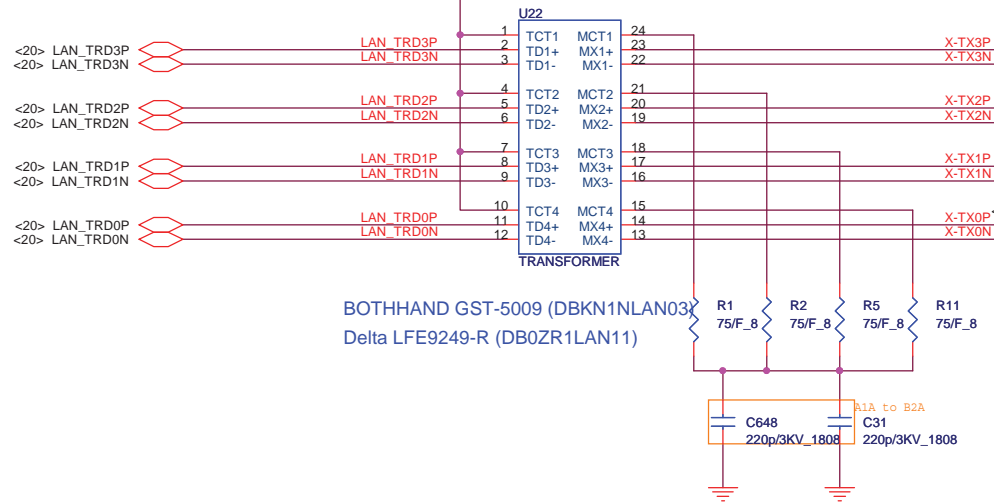 U22
1 TCT1 MCT1 24
<20> LAN_TRD3P LAN_TRD3P 2 TD1+ MX1+ 23 X-TX3P
<20> LAN_TRD3N LAN_TRD3N 3 TD1- MX1- 22 X-TX3N
4 TCT2 MCT2 21
<20> LAN_TRD2P LAN_TRD2P 5 TD2+ MX2+ 20 X-TX2P
<20> LAN_TRD2N LAN_TRD2N 6 TD2- MX2- 19 X-TX2N
7 TCT3 MCT3 18
<20> LAN_TRD1P LAN_TRD1P 8 TD3+ MX3+ 17 X-TX1P
<20> LAN_TRD1N LAN_TRD1N 9 TD3- MX3- 16 X-TX1N
10 TCT4 MCT4 15
<20> LAN_TRD0P LAN_TRD0P 11 TD4+ MX4+ 14 X-TX0P
<20> LAN_TRD0N LAN_TRD0N 12 TD4- MX4- 13 X-TX0N
TRANSFORMER
BOTHHAND GST-5009 (DBKN1NLAN03)
Delta LFE9249-R (DB0ZR1LAN11)
R1 R2 R5 R11
75/F_8 75/F_8 75/F_8 75/F_8
A1A to B2A
C648 C31
220p/3KV_1808 220p/3KV_1808